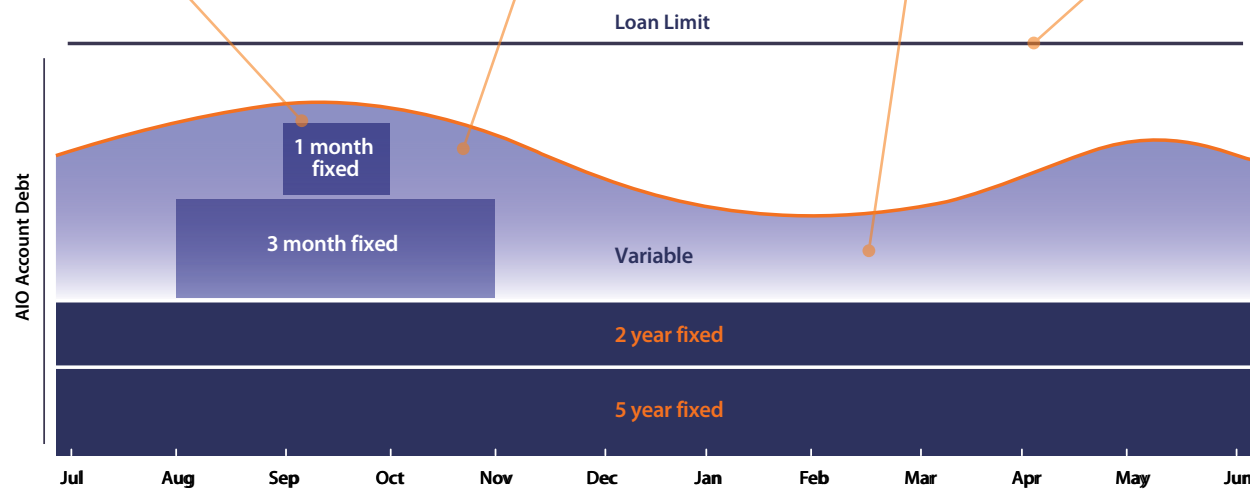 Loan Limit
AIO Account Debt
1 month
fixed
3 month fixed
Variable
2 year fixed
5 year fixed
Jul Aug Sep Oct Nov Dec Jan Feb Mar Apr May Jun